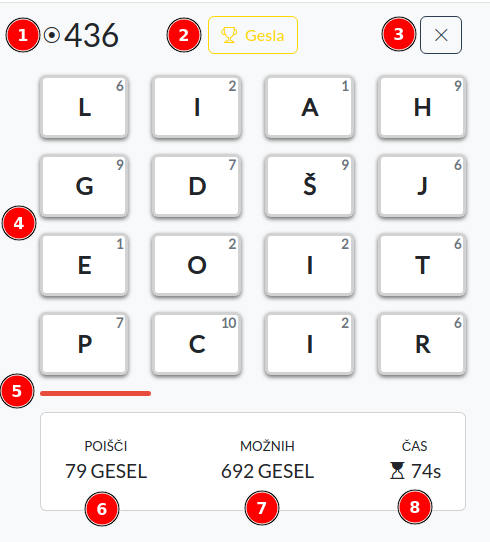 1 436 2 Gesla 3
L 6 I 2 A 1 H 9
G 9 D 7 Š 9 J 6
4
E 1 O 2 I 2 T 6
P 7 C 10 I 2 R 6
5
POIŠČI MOŽNIH ČAS
79 GESEL 692 GESEL 74s
6 7 8